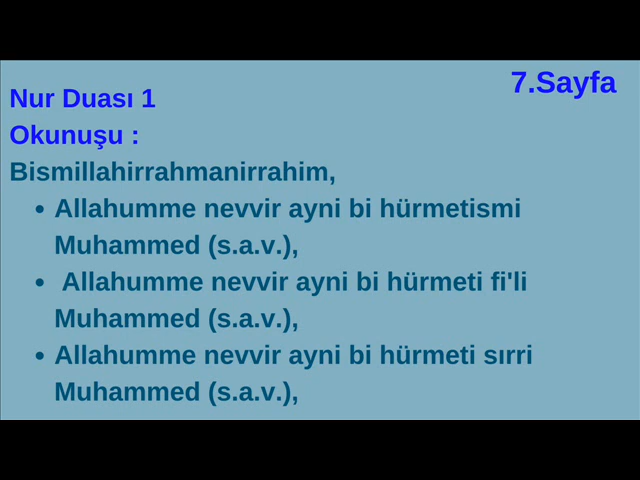 7.Sayfa
Nur Duası 1
Okunuşu :
Bismillahirrahmanirrahim,
• Allahumme nevvir ayni bi hürmetismi
Muhammed (s.a.v.),
• Allahumme nevvir ayni bi hürmeti fi'li
Muhammed (s.a.v.),
• Allahumme nevvir ayni bi hürmeti sırri
Muhammed (s.a.v.),